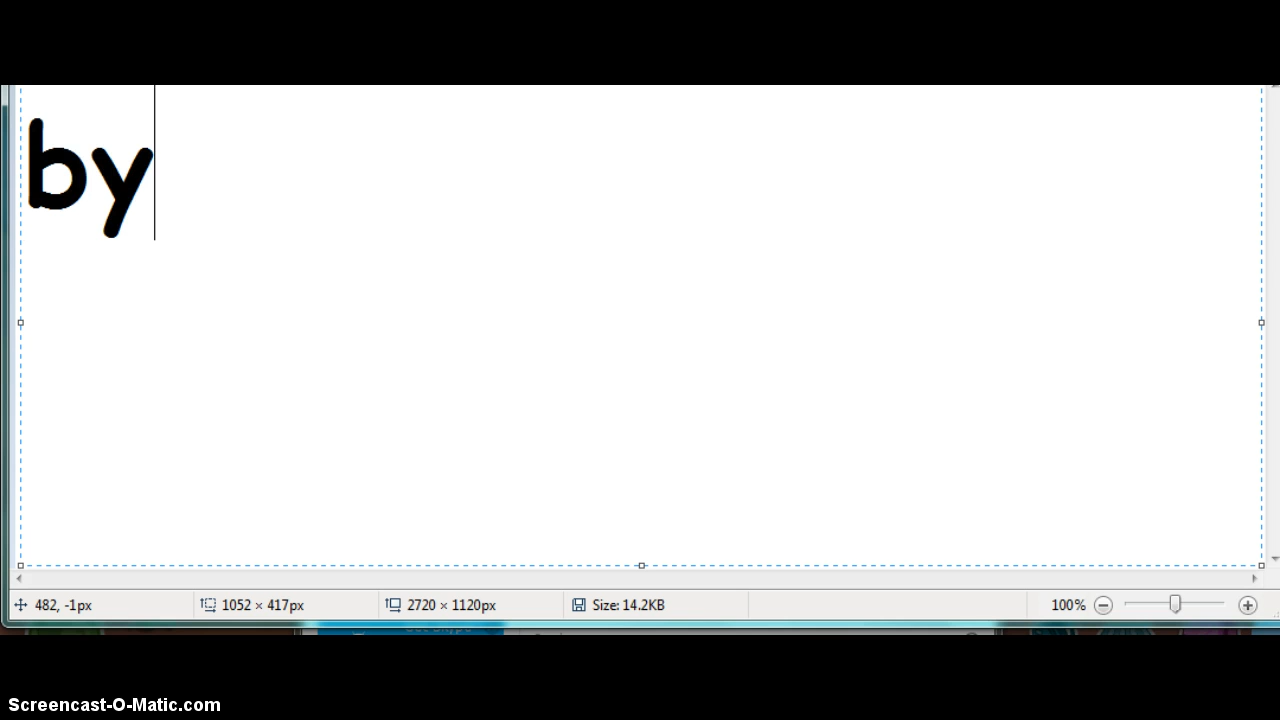 by
482, -1px 1052 × 417px 2720 × 1120px Size: 14.2KB 100%
Screencast-O-Matic.com